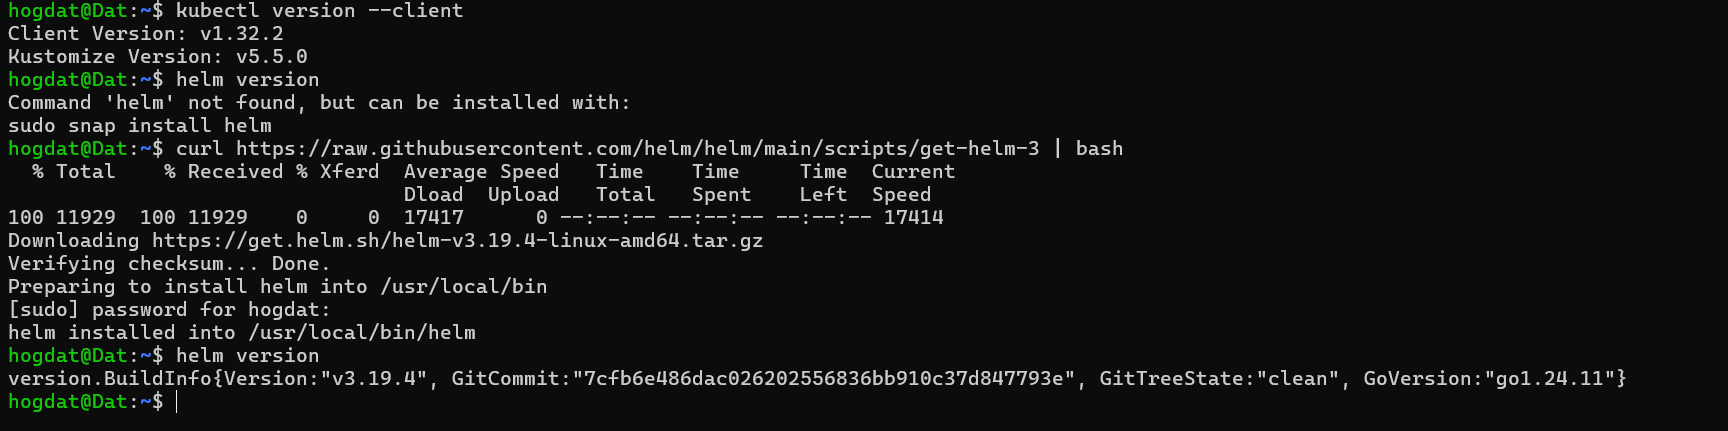 hogdat@Dat:~$ kubectl version --client
Client Version: v1.32.2
Kustomize Version: v5.5.0
hogdat@Dat:~$ helm version
Command 'helm' not found, but can be installed with:
sudo snap install helm
hogdat@Dat:~$ curl https://raw.githubusercontent.com/helm/helm/main/scripts/get-helm-3 | bash
  % Total    % Received % Xferd  Average Speed   Time    Time     Time  Current
                                 Dload  Upload   Total   Spent    Left  Speed
100 11929  100 11929    0     0  17417      0 --:--:-- --:--:-- --:--:-- 17414
Downloading https://get.helm.sh/helm-v3.19.4-linux-amd64.tar.gz
Verifying checksum... Done.
Preparing to install helm into /usr/local/bin
[sudo] password for hogdat:
helm installed into /usr/local/bin/helm
hogdat@Dat:~$ helm version
version.BuildInfo{Version:"v3.19.4", GitCommit:"7cfb6e486dac026202556836bb910c37d847793e", GitTreeState:"clean", GoVersion:"go1.24.11"}
hogdat@Dat:~$